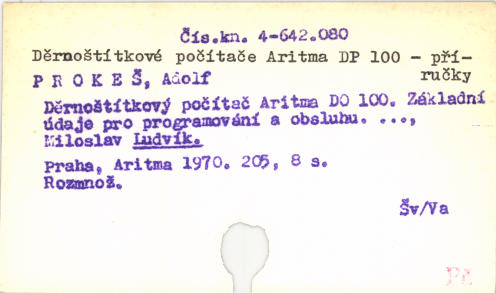 Čís.kn. 4-642.080
Děrnoštítkové počítače Aritma DP 100 - pří-
ručky
P R O K E Š, Adolf
Děrnoštítkový počítač Aritma DO 100. Základní
údaje pro programování a obsluhu. ...,
Miloslav Ludvík.
Praha, Aritma 1970. 205, 8 s.
Rozmnož.
Šv/Va